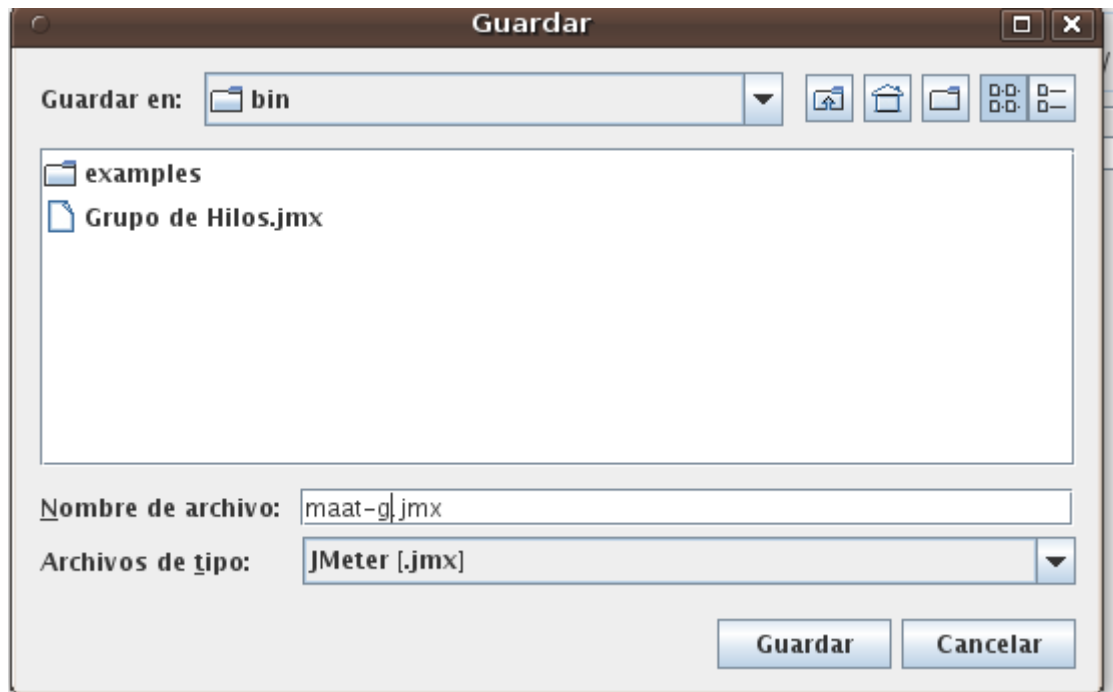 Guardar
Guardar en: bin
examples
Grupo de Hilos.jmx
Nombre de archivo: maat-g.jmx
Archivos de tipo: JMeter [.jmx]
Guardar Cancelar